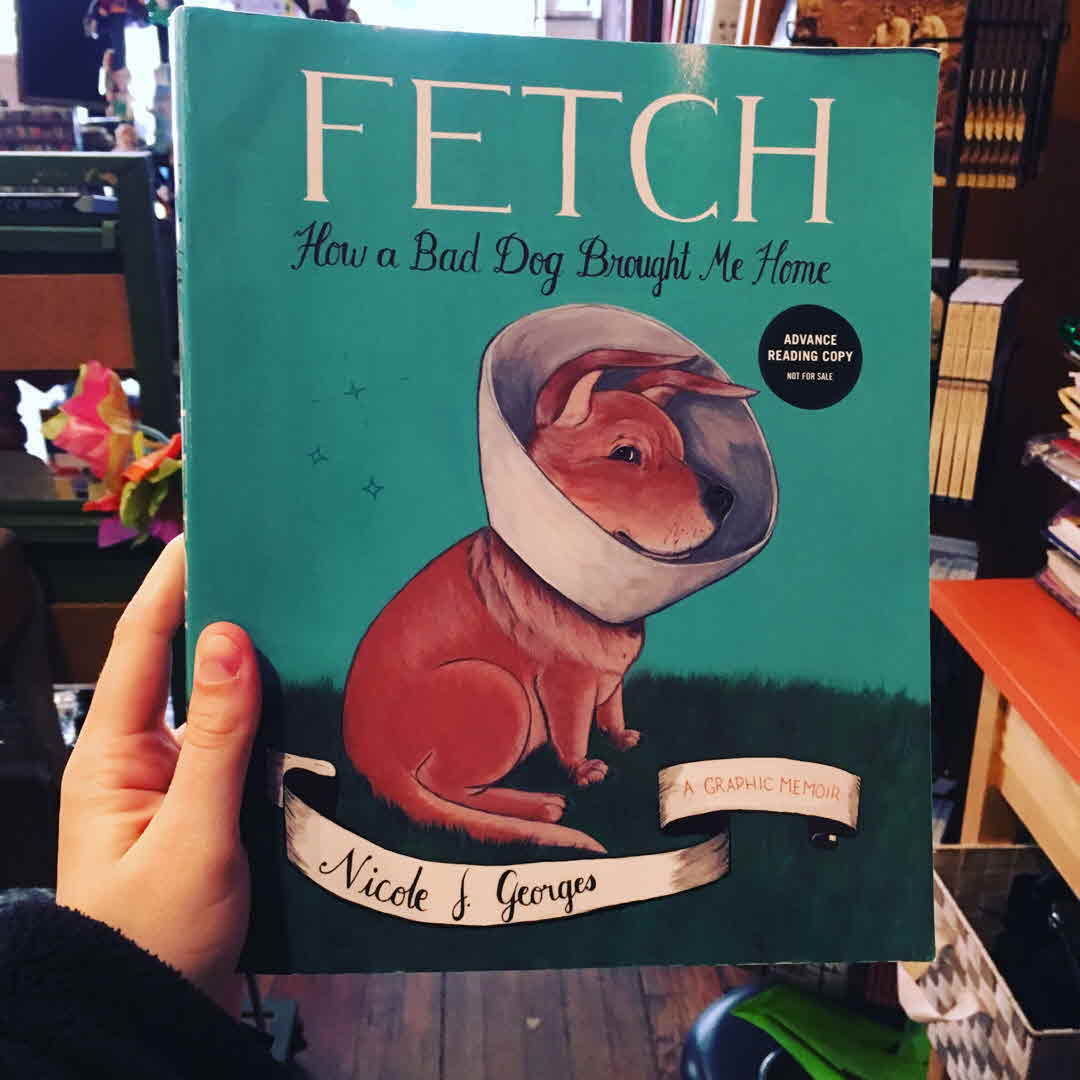 FETCH
How a Bad Dog Brought Me Home
ADVANCE
READING COPY
NOT FOR SALE
A GRAPHIC MEMOIR
Nicole J. Georges